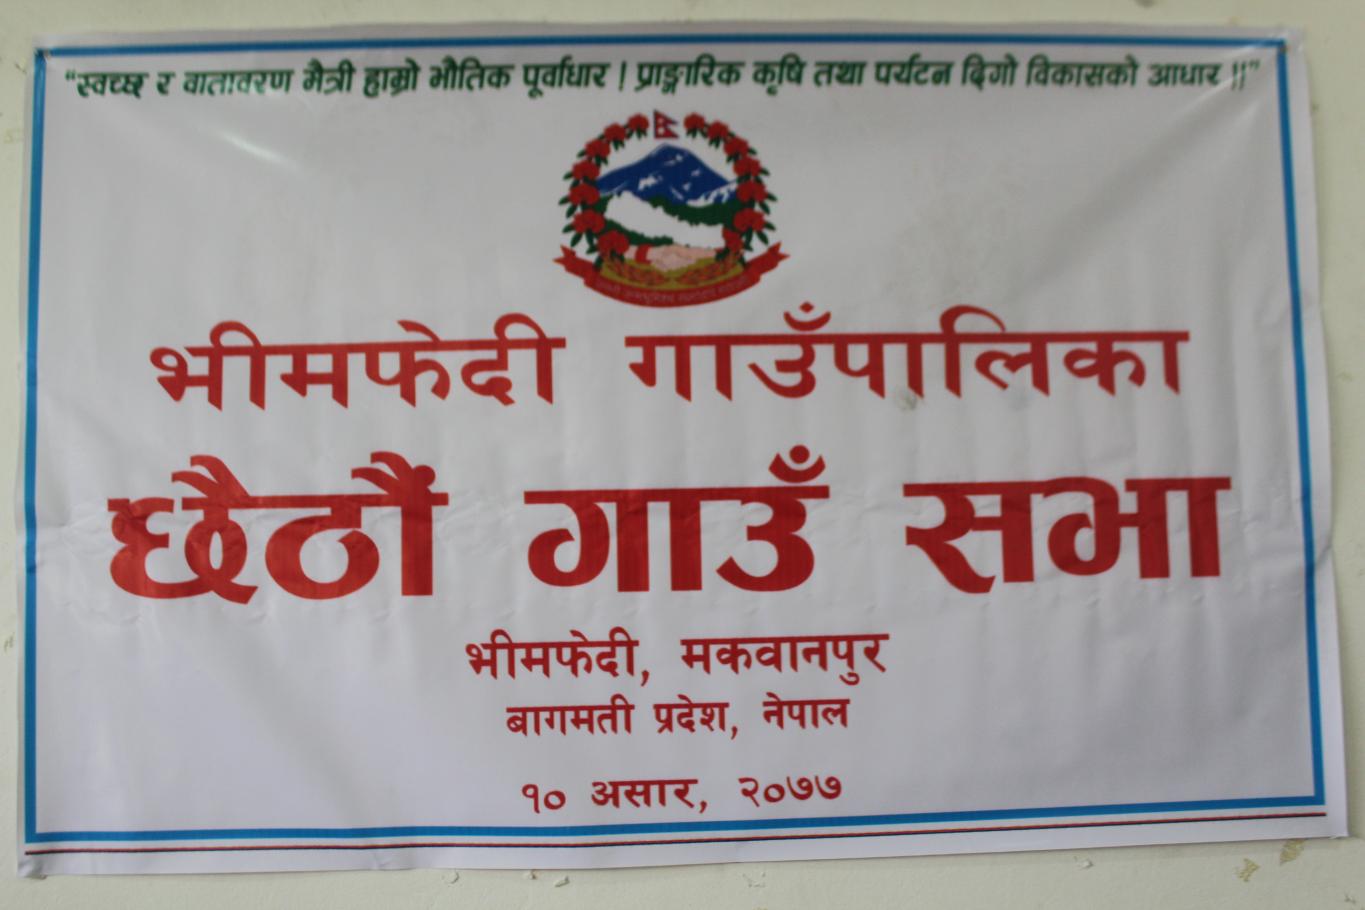 “स्वच्छ र वातावरण मैत्री हाम्रो भौतिक पूर्वाधार ! प्राङ्गारिक कृषि तथा पर्यटन दिगो विकासको आधार !!”
भीमफेदी गाउँपालिका
छैठौं गाउँ सभा
भीमफेदी, मकवानपुर
बागमती प्रदेश, नेपाल
१० असार, २०७७